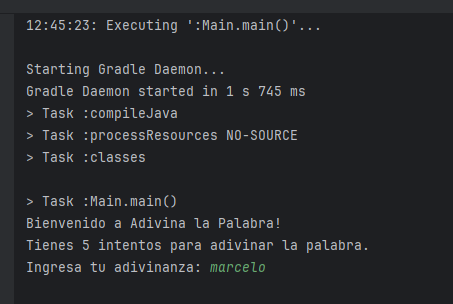 12:45:23: Executing ':Main.main()'...
Starting Gradle Daemon...
Gradle Daemon started in 1 s 745 ms
> Task :compileJava
> Task :processResources NO-SOURCE
> Task :classes
> Task :Main.main()
Bienvenido a Adivina la Palabra!
Tienes 5 intentos para adivinar la palabra.
Ingresa tu adivinanza: marcelo